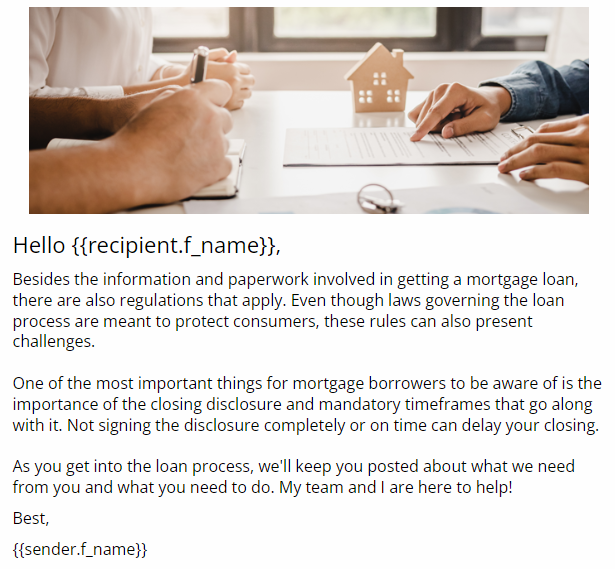 Hello {{recipient.f_name}},
Besides the information and paperwork involved in getting a mortgage loan,
there are also regulations that apply. Even though laws governing the loan
process are meant to protect consumers, these rules can also present
challenges.
One of the most important things for mortgage borrowers to be aware of is the
importance of the closing disclosure and mandatory timeframes that go along
with it. Not signing the disclosure completely or on time can delay your closing.
As you get into the loan process, we'll keep you posted about what we need
from you and what you need to do. My team and I are here to help!
Best,
{{sender.f_name}}